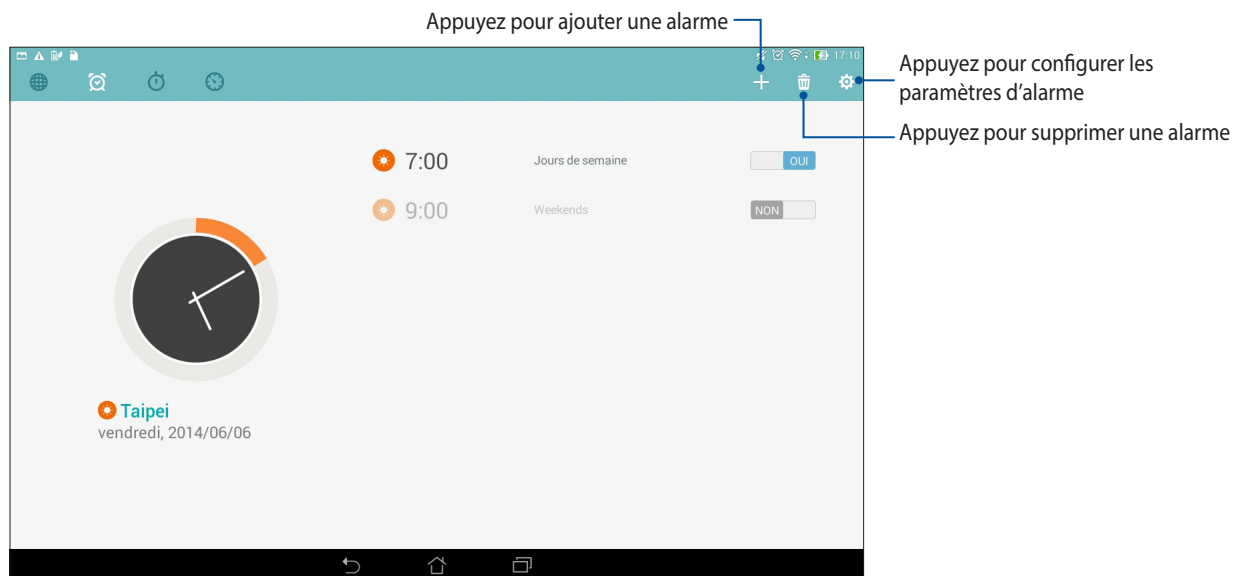 Appuyez pour ajouter une alarme
17:10
Appuyez pour configurer les
paramètres d'alarme
Appuyez pour supprimer une alarme
7:00 Jours de semaine OUI
9:00 Weekends NON
Taipei
vendredi, 2014/06/06